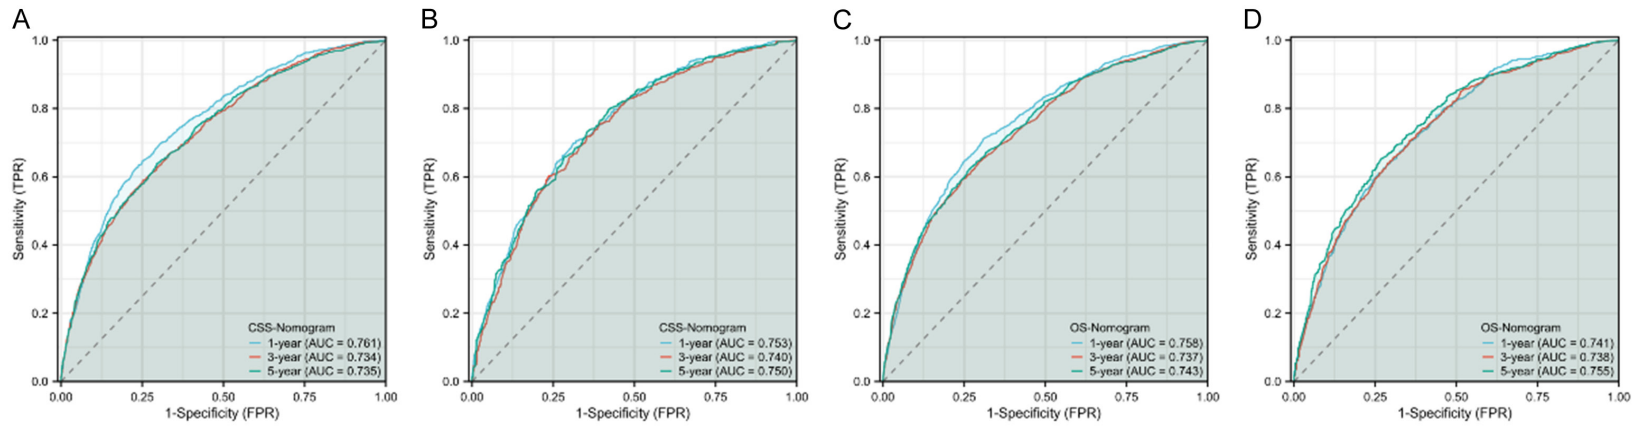 A
1.0
0.8
0.6
0.4
0.2
0.0
Sensitivity (TPR)
CSS-Nomogram
1-year (AUC = 0.761)
3-year (AUC = 0.734)
5-year (AUC = 0.735)
0.00 0.25 0.50 0.75 1.00
1-Specificity (FPR)
B
1.0
0.8
0.6
0.4
0.2
0.0
Sensitivity (TPR)
CSS-Nomogram
1-year (AUC = 0.753)
3-year (AUC = 0.740)
5-year (AUC = 0.750)
0.00 0.25 0.50 0.75 1.00
1-Specificity (FPR)
C
1.0
0.8
0.6
0.4
0.2
0.0
Sensitivity (TPR)
OS-Nomogram
1-year (AUC = 0.758)
3-year (AUC = 0.737)
5-year (AUC = 0.743)
0.00 0.25 0.50 0.75 1.00
1-Specificity (FPR)
D
1.0
0.8
0.6
0.4
0.2
0.0
Sensitivity (TPR)
OS-Nomogram
1-year (AUC = 0.741)
3-year (AUC = 0.738)
5-year (AUC = 0.755)
0.00 0.25 0.50 0.75 1.00
1-Specificity (FPR)